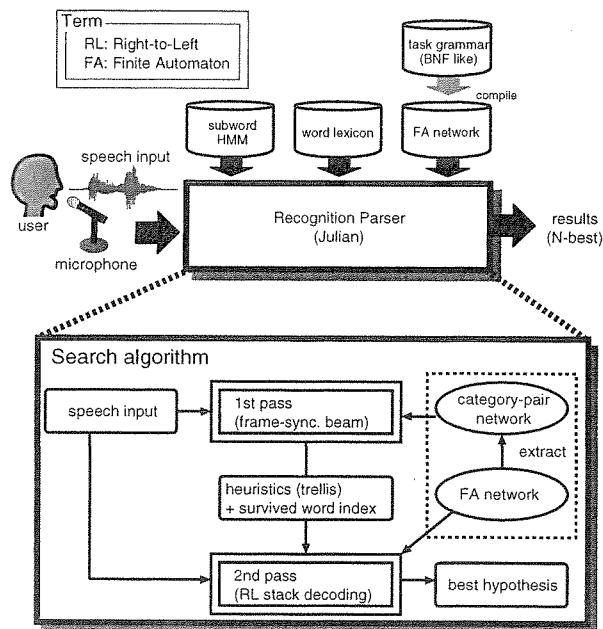 Term
RL: Right-to-Left
FA: Finite Automaton
task grammar
(BNF like)
compile
subword
HMM
word lexicon
FA network
speech input
user
microphone
Recognition Parser
(Julian)
results
(N-best)
Search algorithm
speech input
1st pass
(frame-sync. beam)
category-pair
network
extract
heuristics (trellis)
+ survived word index
FA network
2nd pass
(RL stack decoding)
best hypothesis